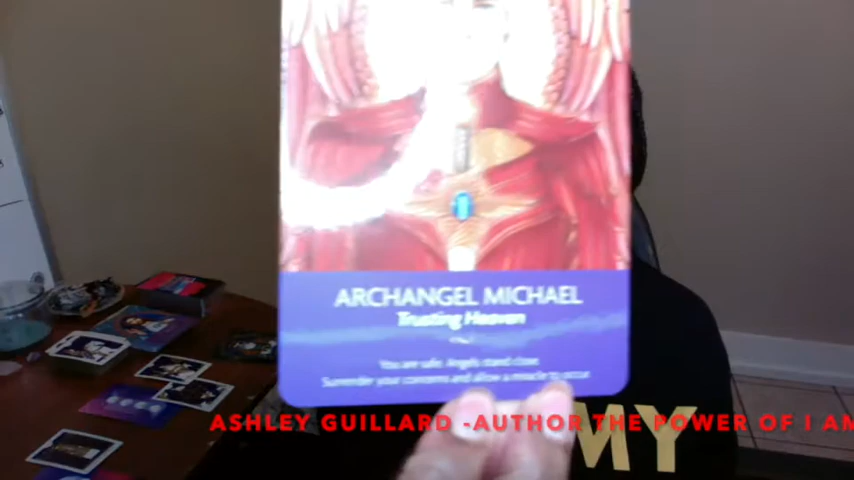 ARCHANGEL MICHAEL
Trusting Heaven
You are safe. Angels stand close.
Surrender your concerns and allow a miracle to occur
ASHLEY GUILLARD -AUTHOR THE POWER OF I AM
MY